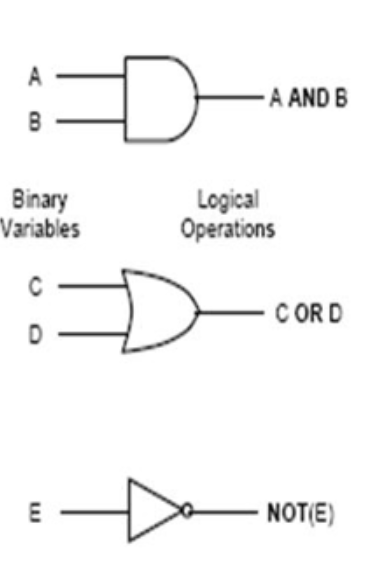 A
B
A AND B
Binary
Variables
Logical
Operations
C
D
C OR D
E
NOT(E)